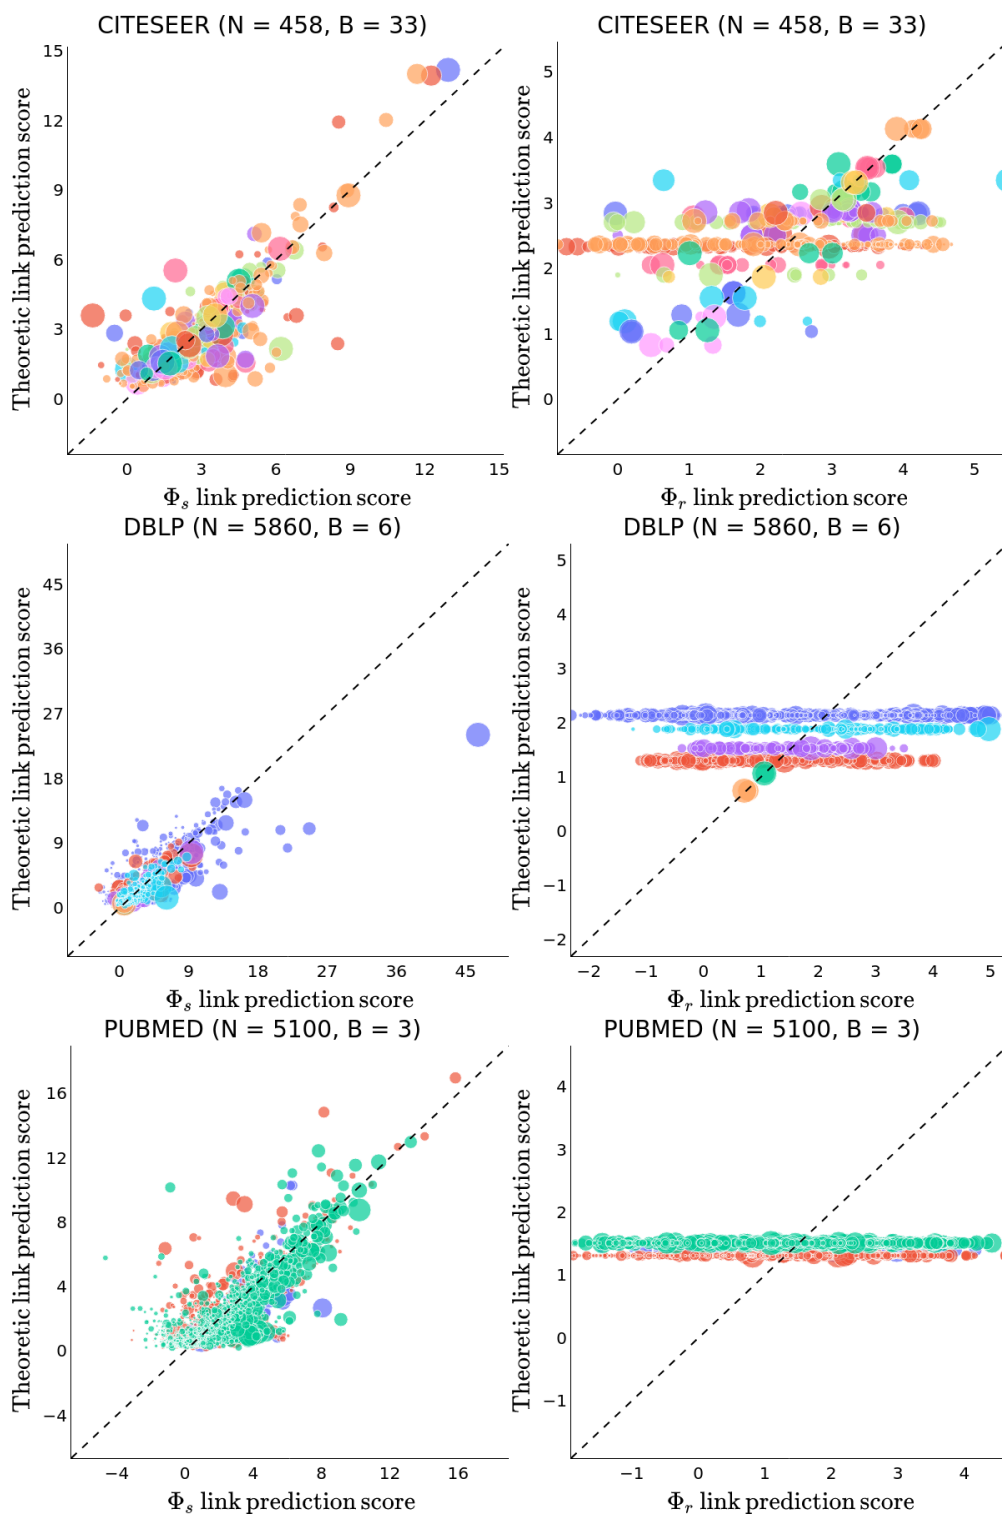 CITESEER (N = 458, B = 33)
Theoretic link prediction score
15
12
9
6
3
0
0 3 6 9 12 15
Φs link prediction score
CITESEER (N = 458, B = 33)
Theoretic link prediction score
5
4
3
2
1
0
0 1 2 3 4 5
Φr link prediction score
DBLP (N = 5860, B = 6)
Theoretic link prediction score
45
36
27
18
9
0
0 9 18 27 36 45
Φs link prediction score
DBLP (N = 5860, B = 6)
Theoretic link prediction score
5
4
3
2
1
0
−1
−2
−2 −1 0 1 2 3 4 5
Φr link prediction score
PUBMED (N = 5100, B = 3)
Theoretic link prediction score
16
12
8
4
0
−4
−4 0 4 8 12 16
Φs link prediction score
PUBMED (N = 5100, B = 3)
Theoretic link prediction score
4
3
2
1
0
−1
−1 0 1 2 3 4
Φr link prediction score